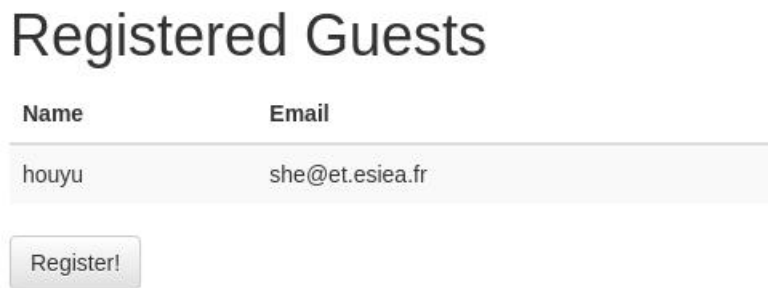 Registered Guests
Name Email
houyu she@et.esiea.fr
Register!